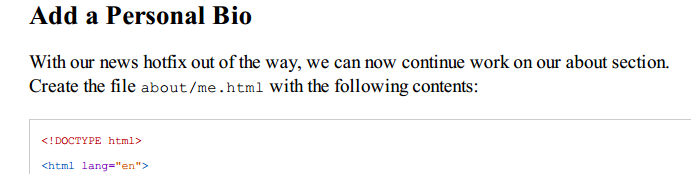 Add a Personal Bio
With our news hotfix out of the way, we can now continue work on our about section.
Create the file about/me.html with the following contents:
<!DOCTYPE html>
<html lang="en">